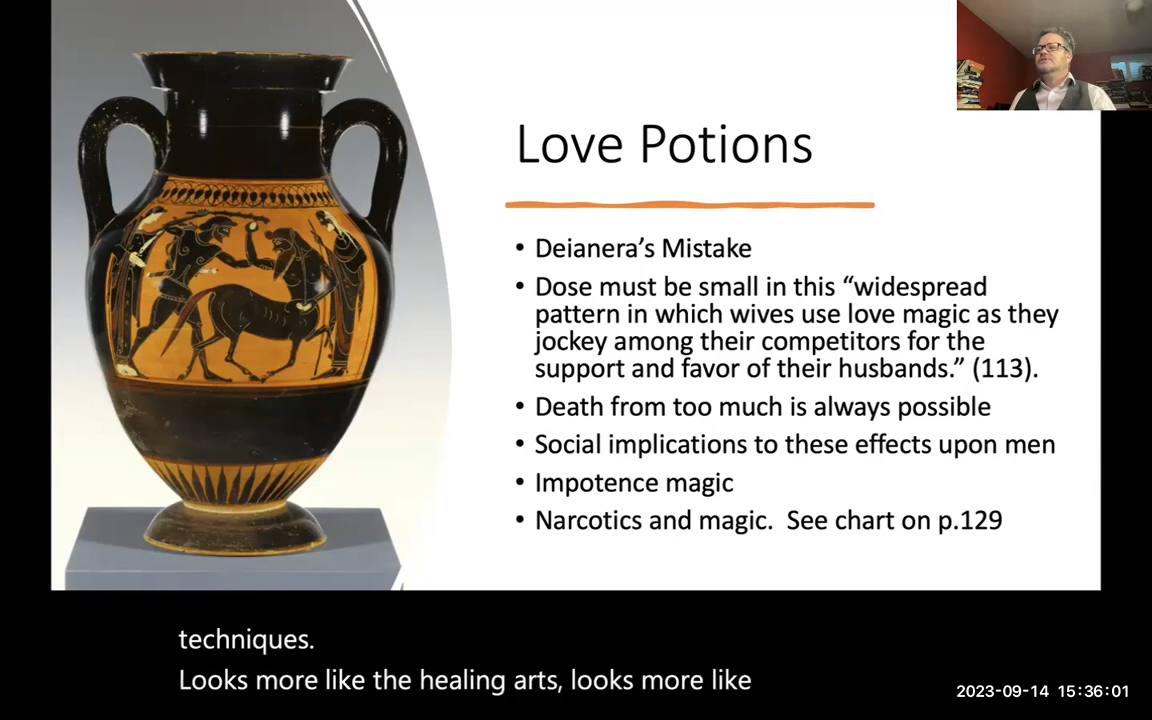 Love Potions
• Deianera’s Mistake
• Dose must be small in this “widespread
pattern in which wives use love magic as they
jockey among their competitors for the
support and favor of their husbands.” (113).
• Death from too much is always possible
• Social implications to these effects upon men
• Impotence magic
• Narcotics and magic.  See chart on p.129
techniques.
Looks more like the healing arts, looks more like
2023-09-14 15:36:01